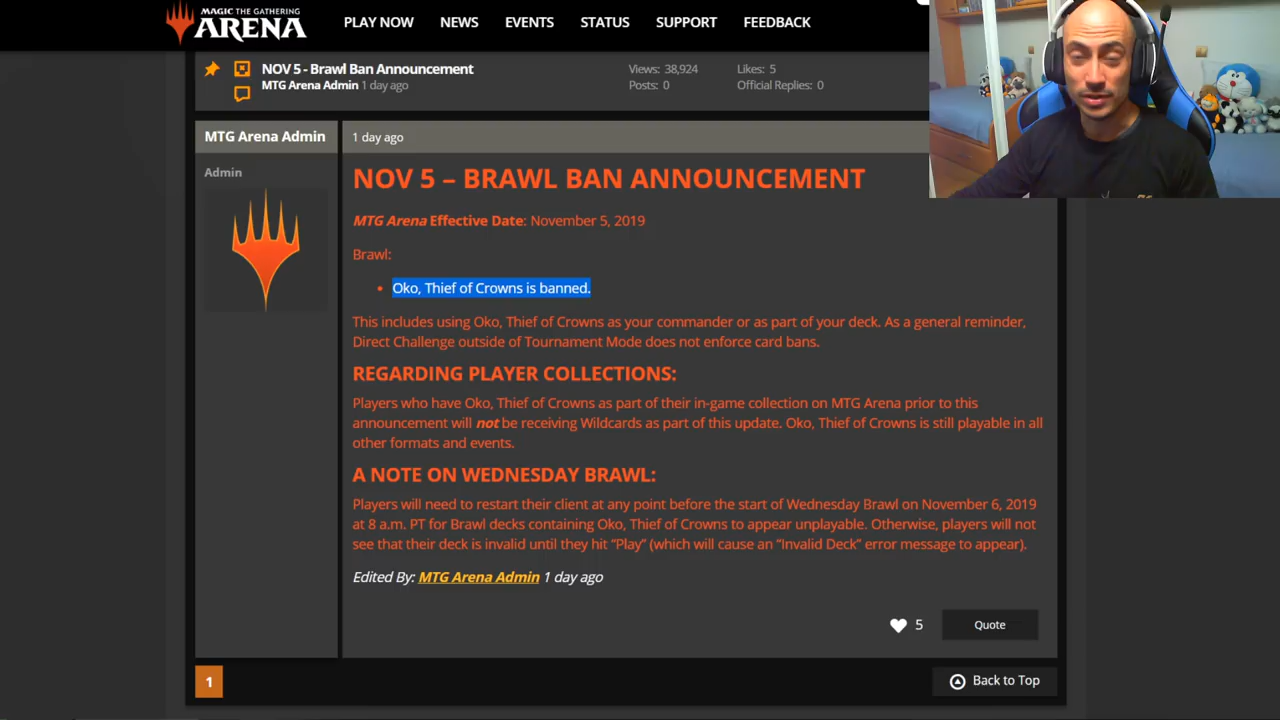 MAGIC THE GATHERING
ARENA
PLAY NOW NEWS EVENTS STATUS SUPPORT FEEDBACK
NOV 5 - Brawl Ban Announcement
MTG Arena Admin 1 day ago
Views: 38,924 Likes: 5
Posts: 0 Official Replies: 0
MTG Arena Admin
1 day ago
Admin
NOV 5 – BRAWL BAN ANNOUNCEMENT
MTG Arena Effective Date: November 5, 2019
Brawl:
• Oko, Thief of Crowns is banned.
This includes using Oko, Thief of Crowns as your commander or as part of your deck. As a general reminder,
Direct Challenge outside of Tournament Mode does not enforce card bans.
REGARDING PLAYER COLLECTIONS:
Players who have Oko, Thief of Crowns as part of their in-game collection on MTG Arena prior to this
announcement will not be receiving Wildcards as part of this update. Oko, Thief of Crowns is still playable in all
other formats and events.
A NOTE ON WEDNESDAY BRAWL:
Players will need to restart their client at any point before the start of Wednesday Brawl on November 6, 2019
at 8 a.m. PT for Brawl decks containing Oko, Thief of Crowns to appear unplayable. Otherwise, players will not
see that their deck is invalid until they hit “Play” (which will cause an “Invalid Deck” error message to appear).
Edited By: MTG Arena Admin 1 day ago
5 Quote
1
Back to Top